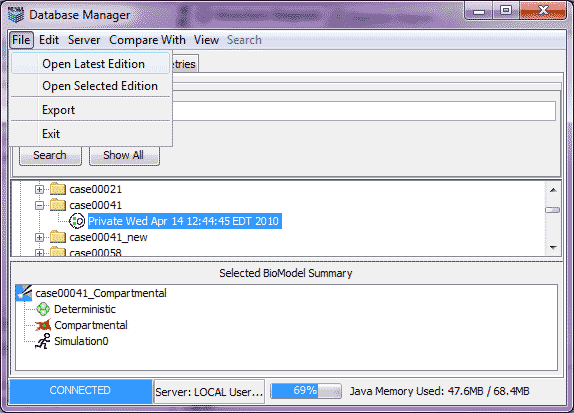 Database Manager
File Edit Server Compare With View Search
Open Latest Edition
Open Selected Edition
Export
Exit
etries
Search Show All
case00021
case00041
Private Wed Apr 14 12:44:45 EDT 2010
case00041_new
case00058
Selected BioModel Summary
case00041_Compartmental
Deterministic
Compartmental
Simulation0
CONNECTED Server: LOCAL User... 69% Java Memory Used: 47.6MB / 68.4MB